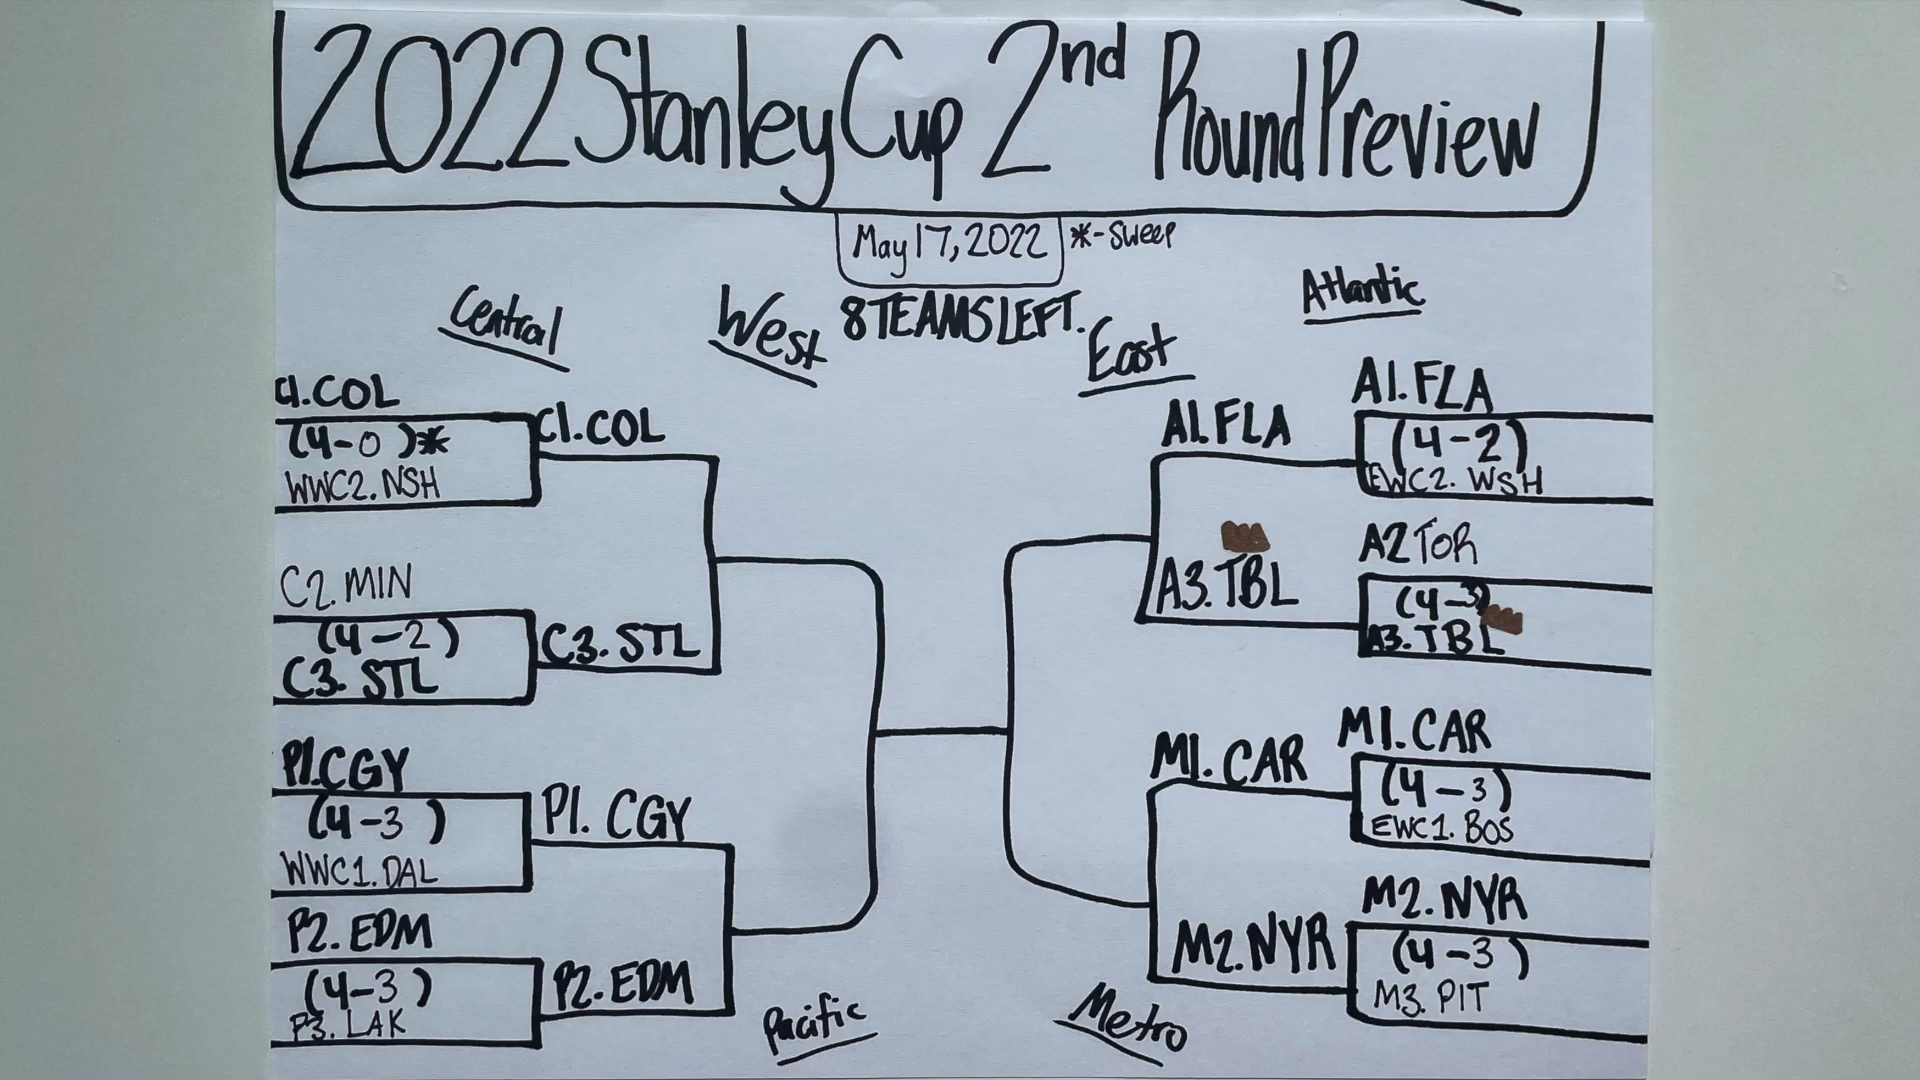 2022 Stanley Cup 2nd Round Preview
May 17, 2022
*-Sweep
8 TEAMS LEFT.
Central
West
East
Atlantic
C1. COL
(4-0)*
WWC2. NSH
C2. MIN
(4-2)
C3. STL
P1. CGY
(4-3)
WWC1. DAL
P2. EDM
(4-3)
P3. LAK
C1. COL
C3. STL
P1. CGY
P2. EDM
Pacific
A1. FLA
A3. TBL
M1. CAR
M2. NYR
Metro
A1. FLA
(4-2)
EWC2. WSH
A2 TOR
(4-3)
A3. TBL
M1. CAR
(4-3)
EWC1. BOS
M2. NYR
(4-3)
M3. PIT